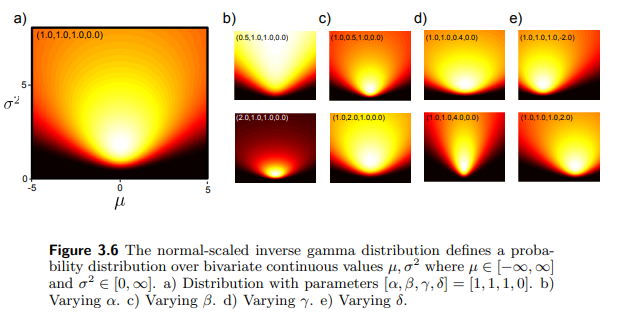 a)
b)
c)
d)
e)
(1.0,1.0,1.0,0.0)
(0.5,1.0,1.0,0.0)
(1.0,0.5,1.0,0.0)
(1.0,1.0,0.4,0.0)
(1.0,1.0,1.0,-2.0)
5
σ²
(2.0,1.0,1.0,0.0)
(1.0,2.0,1.0,0.0)
(1.0,1.0,4.0,0.0)
(1.0,1.0,1.0,2.0)
0
-5
0
5
μ
Figure 3.6 The normal-scaled inverse gamma distribution defines a proba-
bility distribution over bivariate continuous values μ, σ² where μ ∈ [−∞, ∞]
and σ² ∈ [0, ∞]. a) Distribution with parameters [α, β, γ, δ] = [1, 1, 1, 0]. b)
Varying α. c) Varying β. d) Varying γ. e) Varying δ.